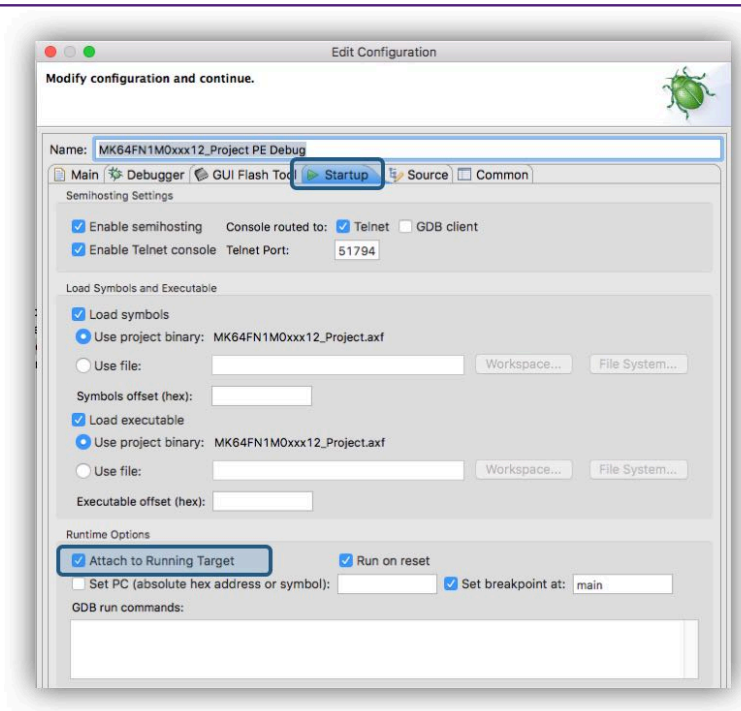 Edit Configuration
Modify configuration and continue.
Name: MK64FN1M0xxx12_Project PE Debug
Main Debugger GUI Flash Tool Startup Source Common
Semihosting Settings
Enable semihosting Console routed to: Telnet GDB client
Enable Telnet console Telnet Port: 51794
Load Symbols and Executable
Load symbols
Use project binary: MK64FN1M0xxx12_Project.axf
Use file: Workspace... File System...
Symbols offset (hex):
Load executable
Use project binary: MK64FN1M0xxx12_Project.axf
Use file: Workspace... File System...
Executable offset (hex):
Runtime Options
Attach to Running Target Run on reset
Set PC (absolute hex address or symbol): Set breakpoint at: main
GDB run commands: